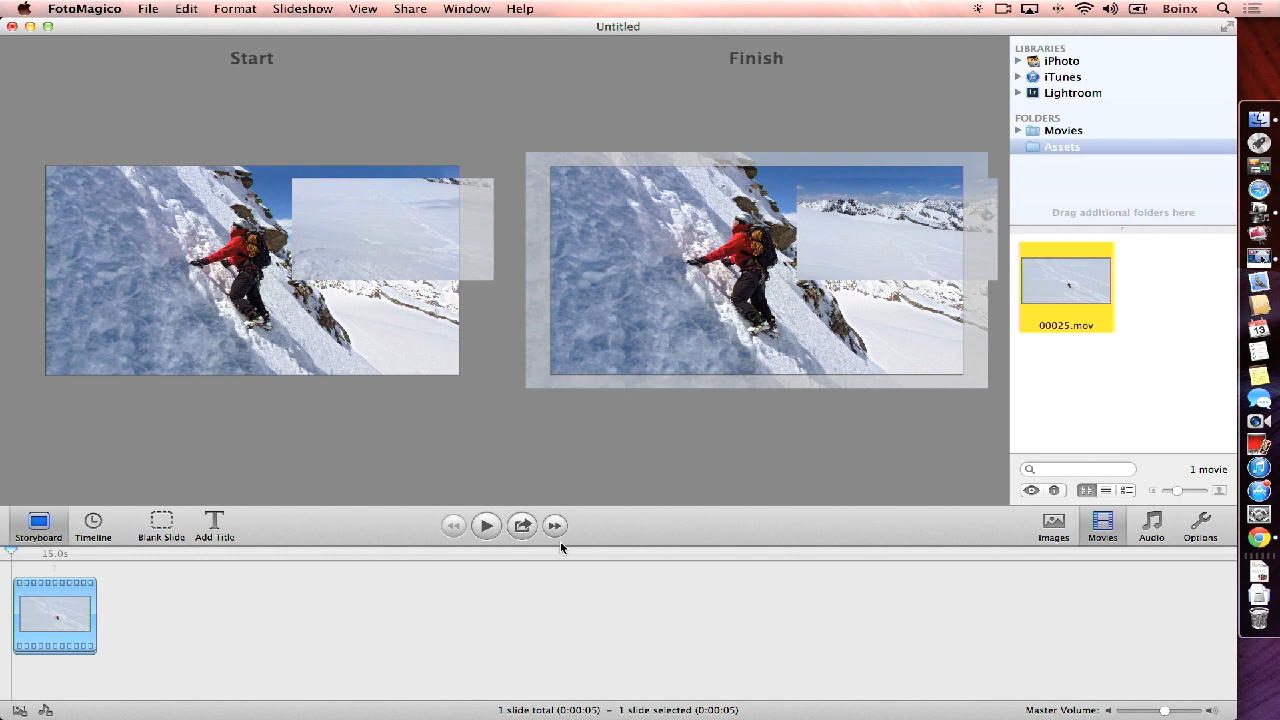 FotoMagico File Edit Format View Slideshow Share Window Help Boinx
Untitled
Start Finish
LIBRARIES
iPhoto
iTunes
Lightroom
FOLDERS
Movies
Assets
Drag additional folders here
00025.mov
1 movie
Storyboard Timeline Blank Slide Add Title Images Movies Audio Options
15.0s
1 slide total (0:00:05) – 1 slide selected (0:00:05) Master Volume: